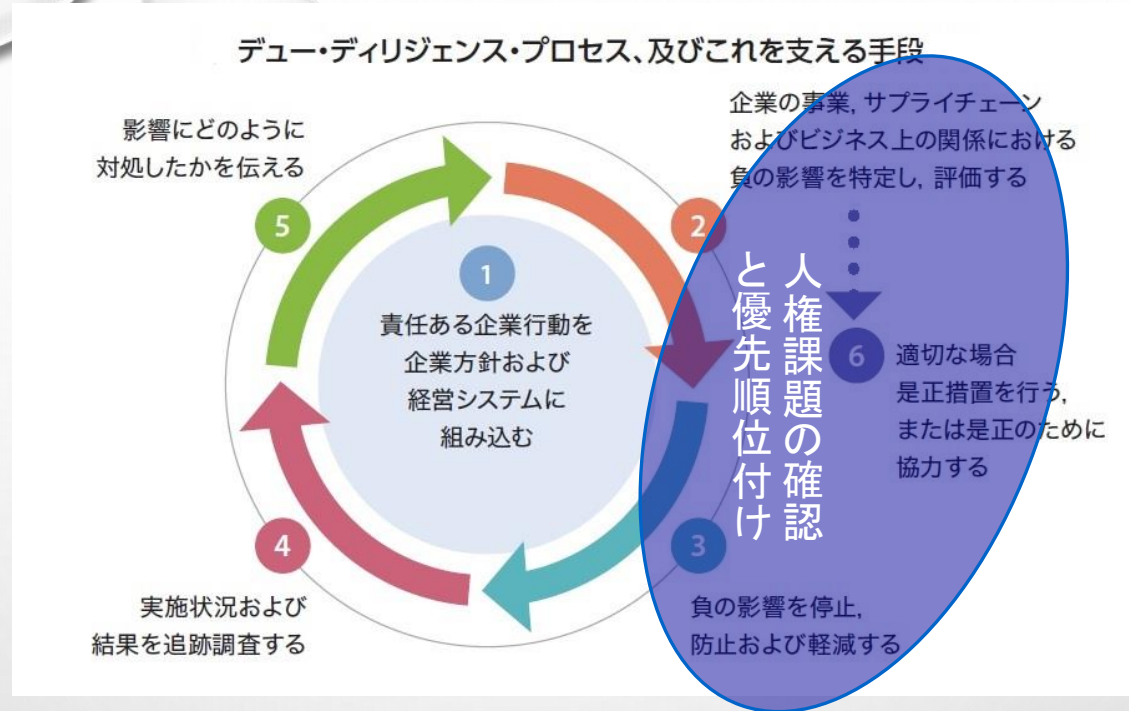 デュー・ディリジェンス・プロセス、及びこれを支える手段
影響にどのように
対処したかを伝える
5
企業の事業, サプライチェーン
およびビジネス上の関係における
負の影響を特定し, 評価する
2
1
責任ある企業行動を
企業方針および
経営システムに
組み込む
人権課題の確認
と優先順位付け
6
適切な場合
是正措置を行う,
または是正のために
協力する
4
実施状況および
結果を追跡調査する
3
負の影響を停止,
防止および軽減する